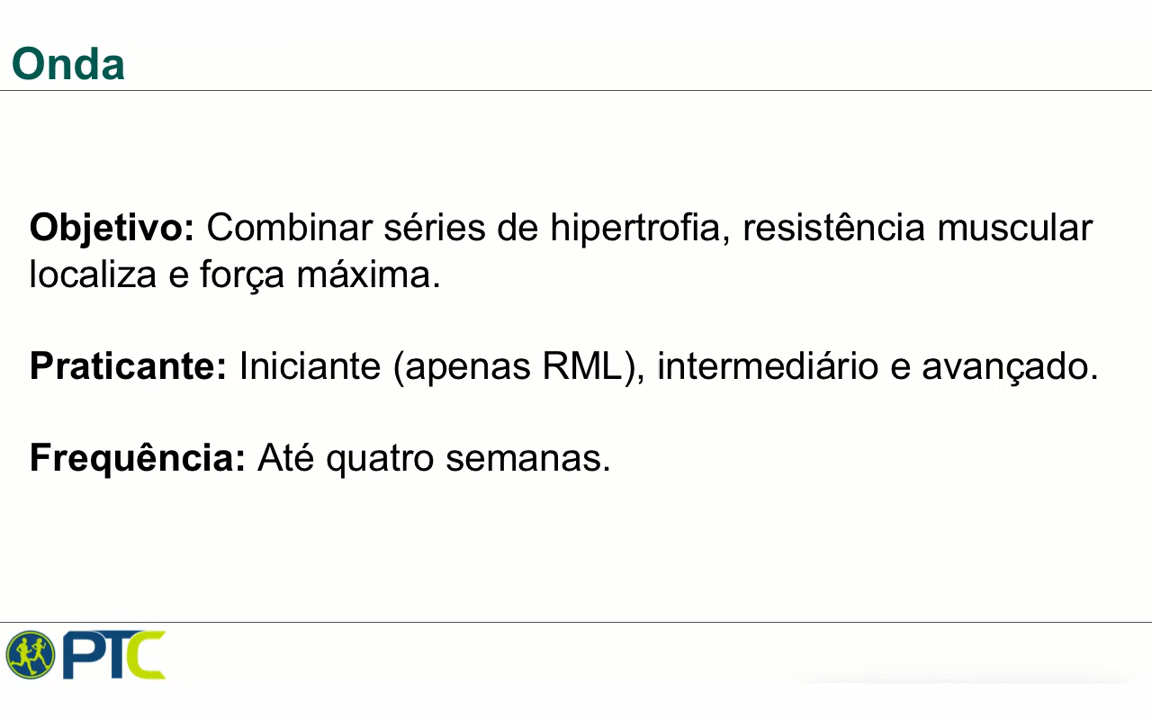 Onda
Objetivo: Combinar séries de hipertrofia, resistência muscular
localiza e força máxima.
Praticante: Iniciante (apenas RML), intermediário e avançado.
Frequência: Até quatro semanas.
PTC